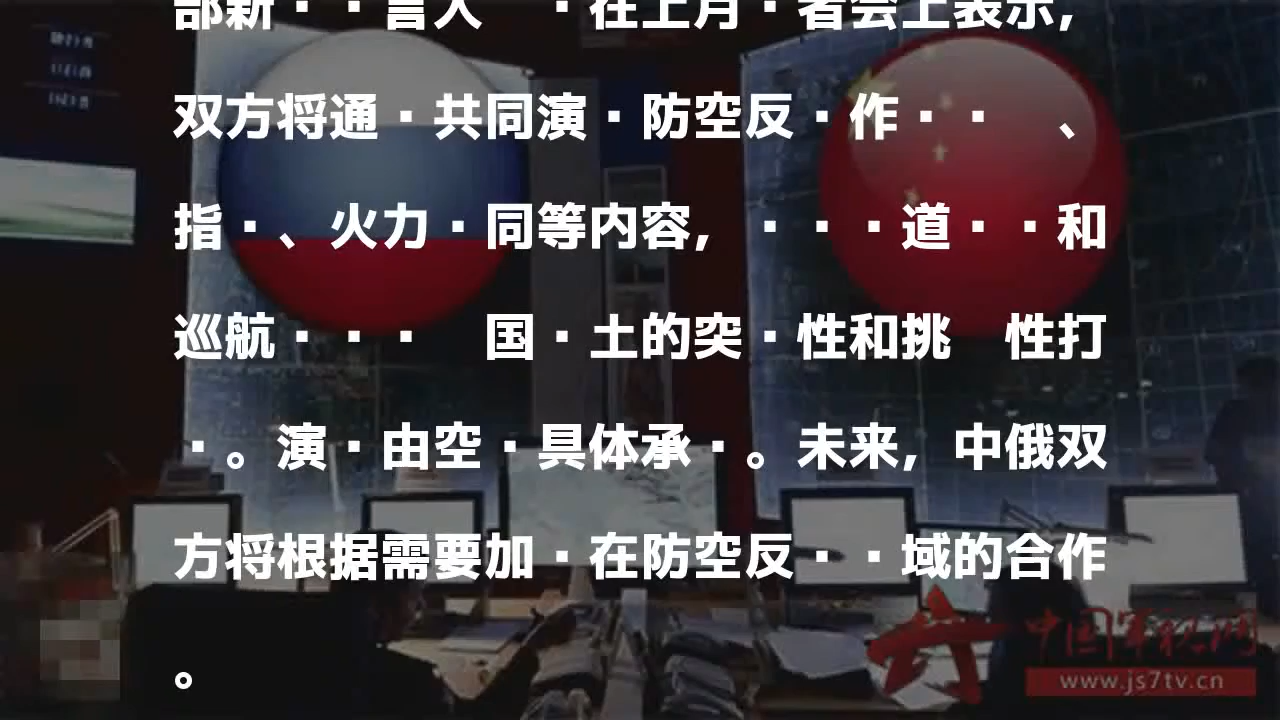 部新··言人　·在上月·者会上表示，
双方将通·共同演·防空反·作··　、
指·、火力·同等内容，···道··和
巡航···　国·土的突·性和挑　性打
·。演·由空·具体承·。未来，中俄双
方将根据需要加·在防空反··域的合作
。
中国军视网
www.js7tv.cn